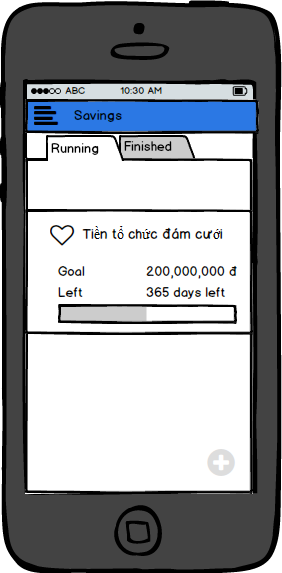 ABC 10:30 AM
Savings
Running Finished
Tiền tổ chức đám cưới
Goal 200,000,000 đ
Left 365 days left